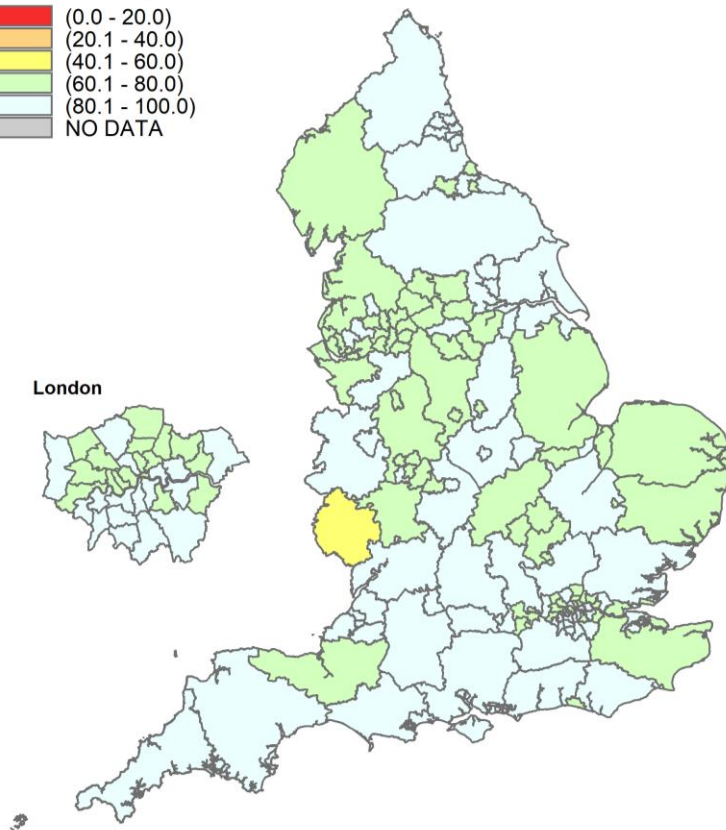 (0.0 - 20.0)
(20.1 - 40.0)
(40.1 - 60.0)
(60.1 - 80.0)
(80.1 - 100.0)
NO DATA
London